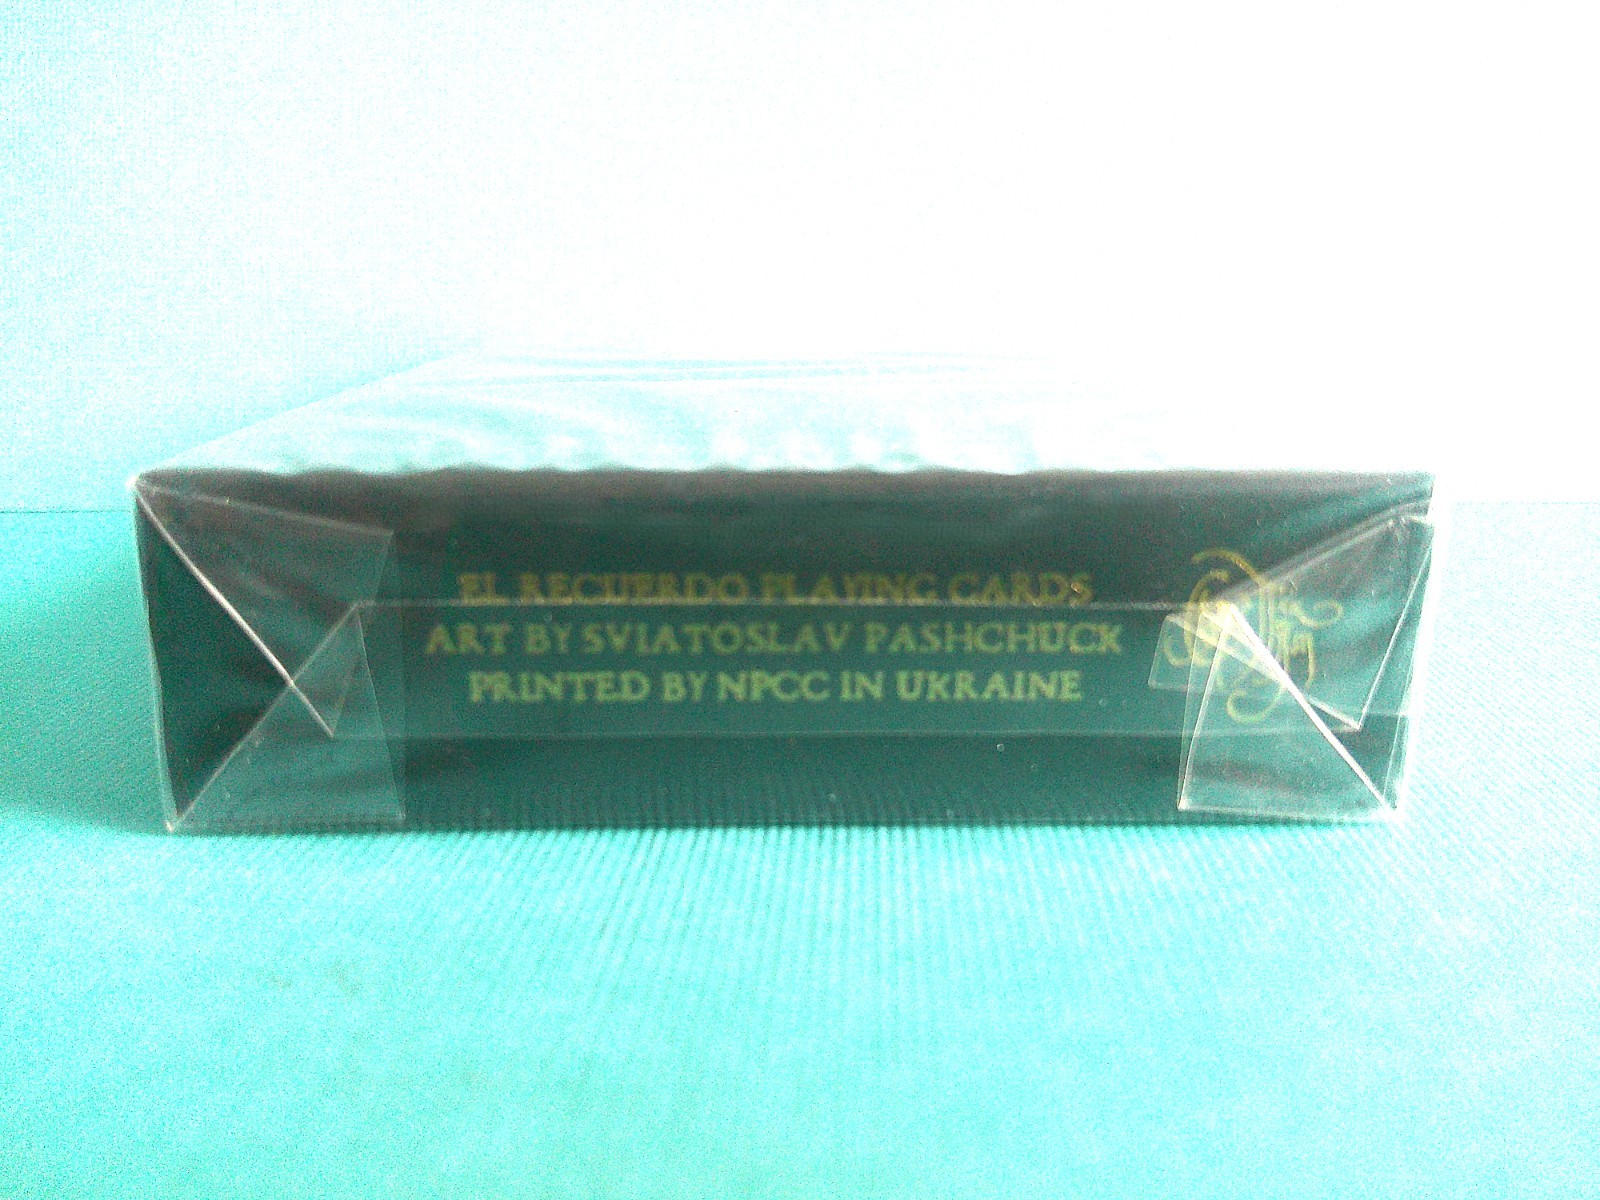 EL RECUERDO PLAYING CARDS
ART BY SVIATOSLAV PASHCHUCK
PRINTED BY NPCC IN UKRAINE